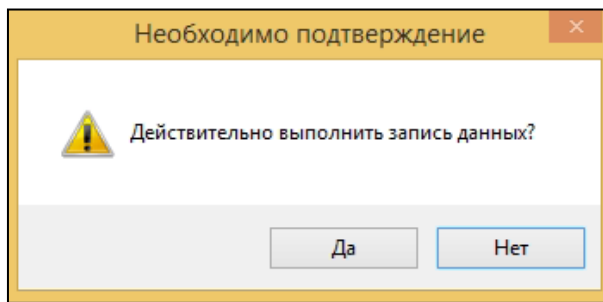 Необходимо подтверждение
Действительно выполнить запись данных?
Да
Нет